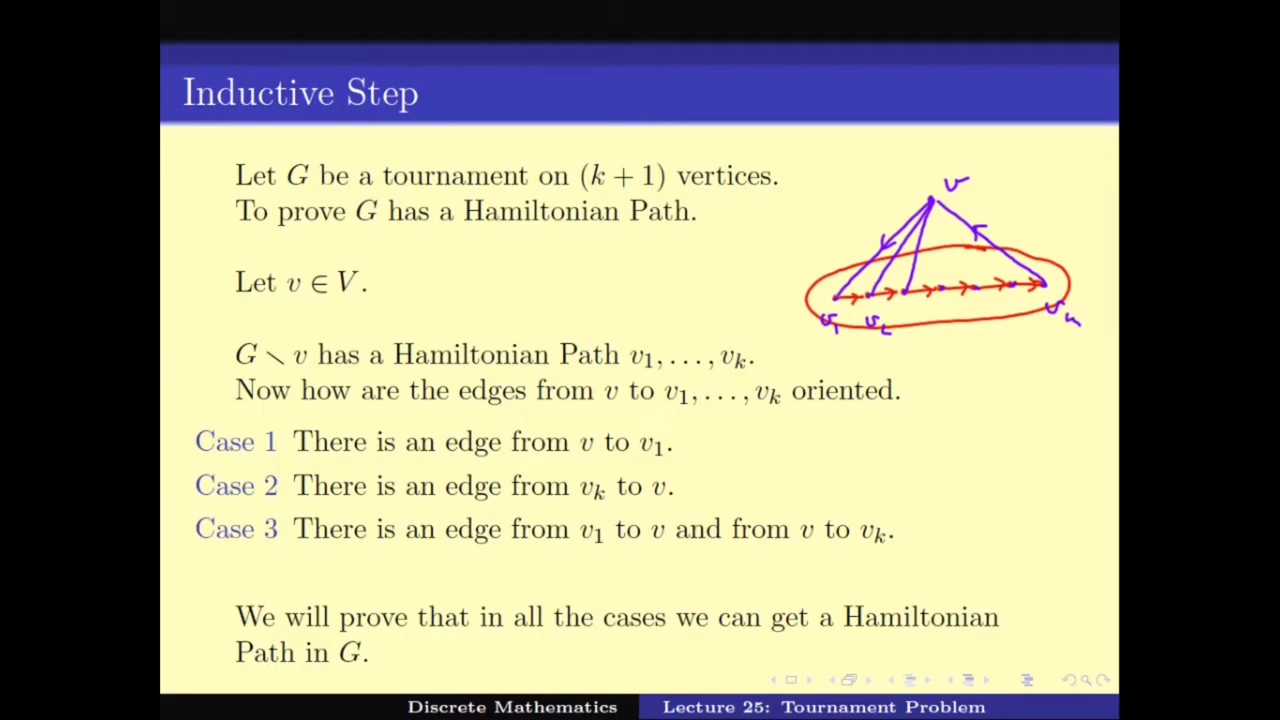 Inductive Step
Let G be a tournament on (k + 1) vertices.
To prove G has a Hamiltonian Path.
v
Let v ∈ V.
v₁ v₂ vₖ
G ∖ v has a Hamiltonian Path v₁, . . . , vₖ.
Now how are the edges from v to v₁, . . . , vₖ oriented.
Case 1 There is an edge from v to v₁.
Case 2 There is an edge from vₖ to v.
Case 3 There is an edge from v₁ to v and from v to vₖ.
We will prove that in all the cases we can get a Hamiltonian
Path in G.
Discrete Mathematics Lecture 25: Tournament Problem